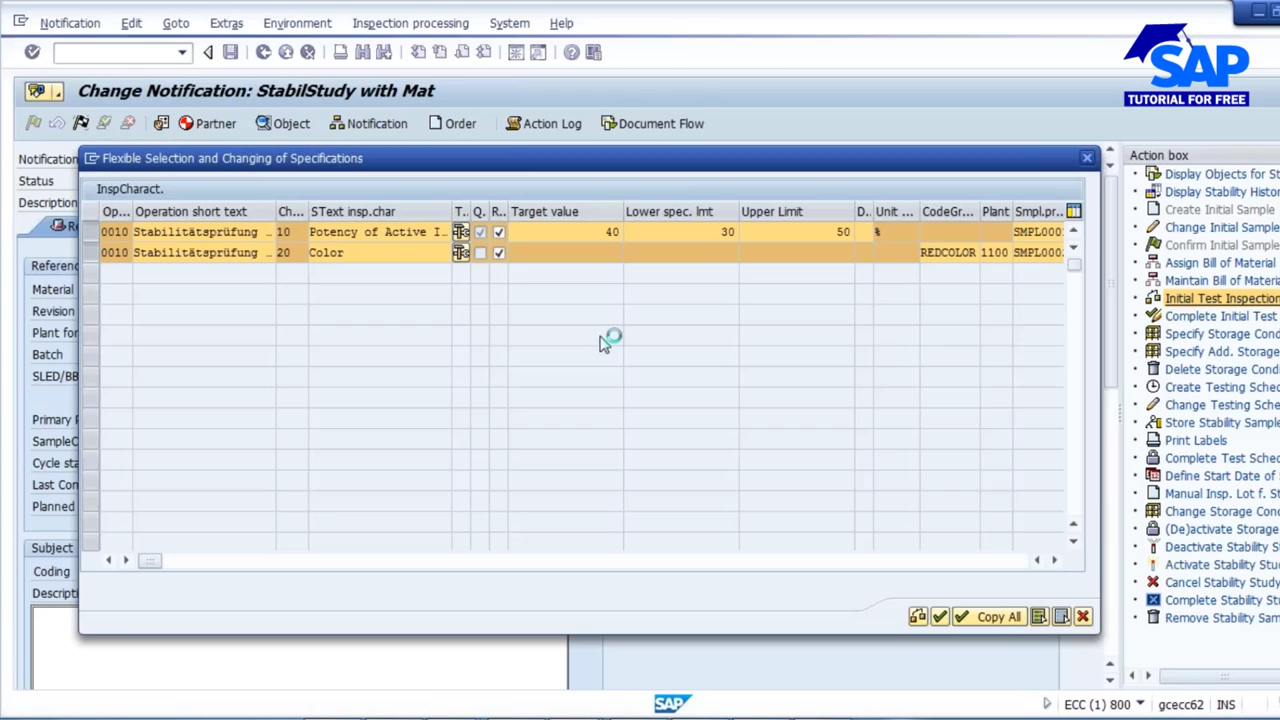 Notification Edit Goto Extras Environment Inspection processing System Help
SAP
TUTORIAL FOR FREE
Change Notification: StabilStudy with Mat
Partner Object Notification Order Action Log Document Flow
Notification
Status
Description
Flexible Selection and Changing of Specifications
InspCharact.
Op... Operation short text Ch... SText insp.char T.. Q. R.. Target value Lower spec. lmt Upper Limit D.. Unit ... CodeGr... Plant Smpl.pr
0010 Stabilitätsprüfung … 10 Potency of Active I… 40 30 50 % SMPL000
0010 Stabilitätsprüfung … 20 Color REDCOLOR 1100 SMPL000
Copy All
Re
Referenc
Material
Revision
Plant for
Batch
SLED/BB
Primary P
SampleC
Cycle sta
Last Con
Planned
Subject
Coding
Descripti
Action box
Display Objects for St
Display Stability Histor
Create Initial Sample
Change Initial Sample
Confirm Initial Sample
Assign Bill of Material
Maintain Bill of Materia
Initial Test Inspection
Complete Initial Test
Specify Storage Cond
Specify Add. Storage
Delete Storage Condi
Create Testing Sched
Change Testing Sche
Store Stability Sample
Print Labels
Complete Test Sched
Define Start Date of S
Manual Insp. Lot f. St
Change Storage Cond
(De)activate Storage
Deactivate Stability S
Activate Stability Stu
Cancel Stability Study
Complete Stability Stu
Remove Stability Sam
SAP
ECC (1) 800 gcecc62 INS